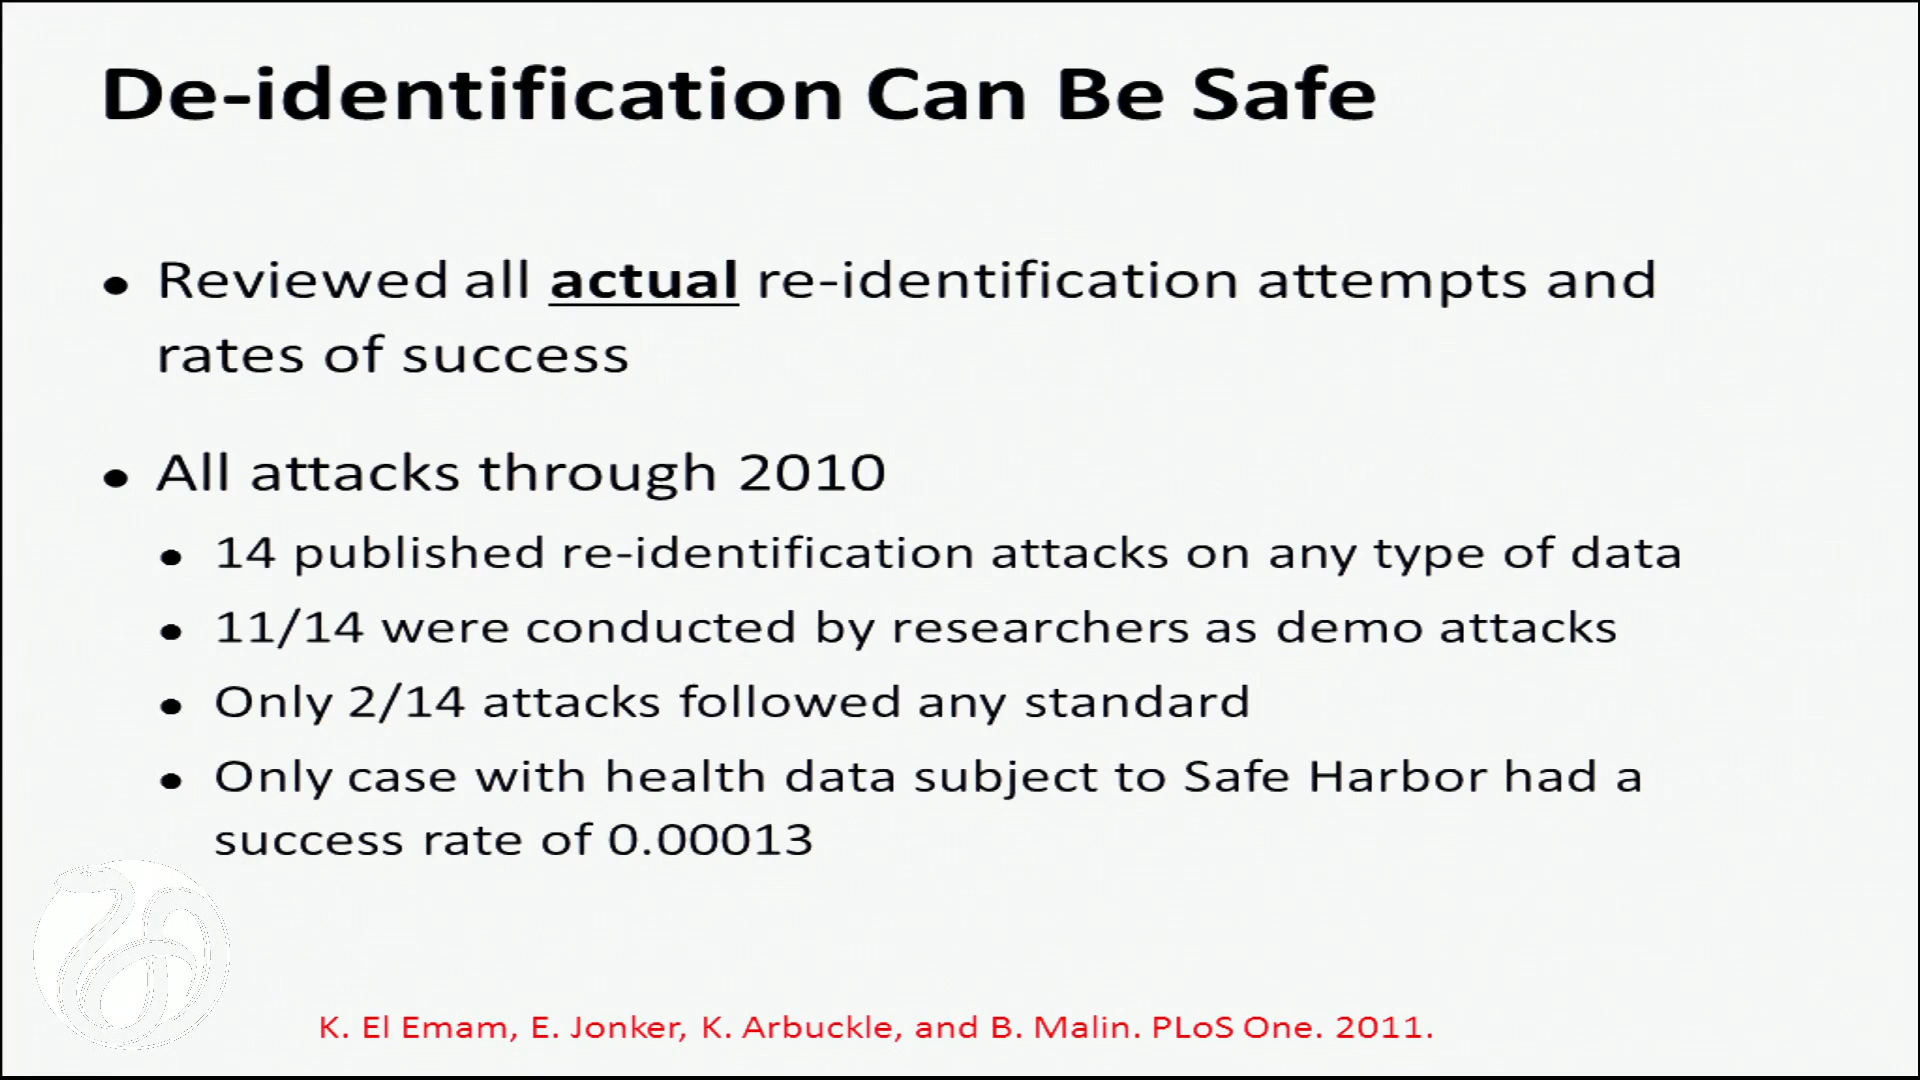 De-identification Can Be Safe
• Reviewed all actual re-identification attempts and
rates of success
• All attacks through 2010
• 14 published re-identification attacks on any type of data
• 11/14 were conducted by researchers as demo attacks
• Only 2/14 attacks followed any standard
• Only case with health data subject to Safe Harbor had a
success rate of 0.00013
K. El Emam, E. Jonker, K. Arbuckle, and B. Malin. PLoS One. 2011.